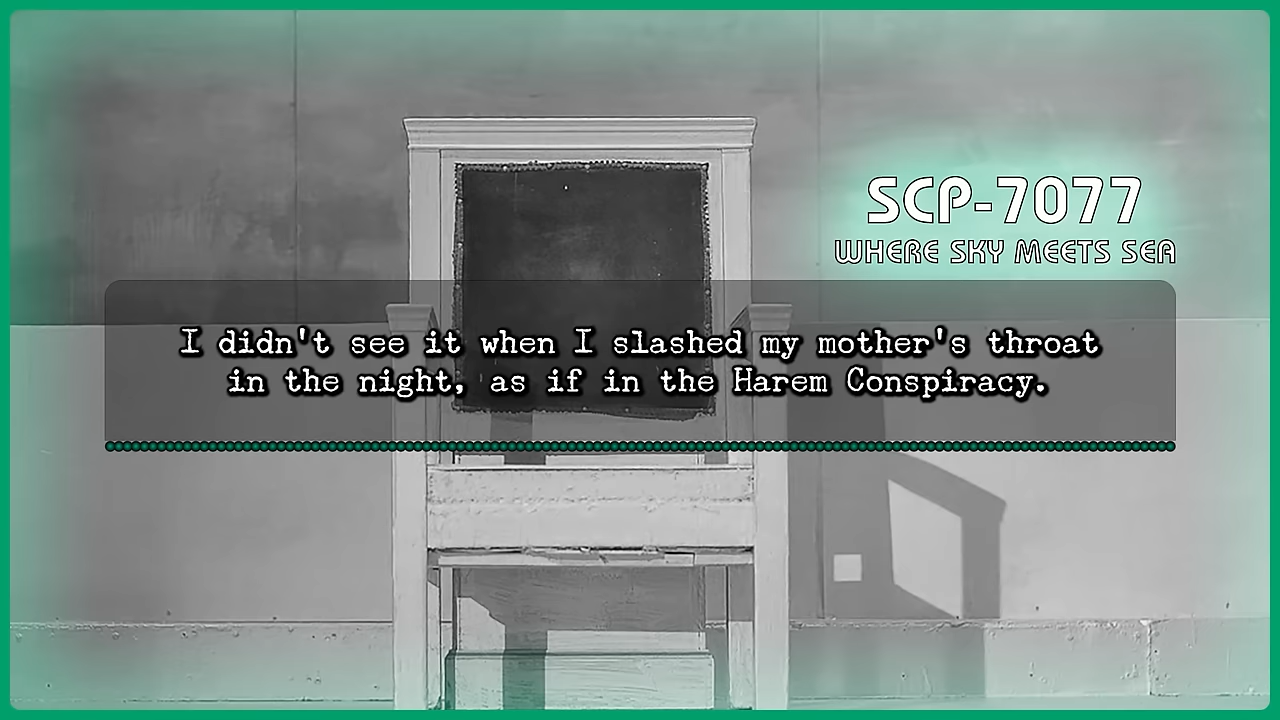 SCP-7077
WHERE SKY MEETS SEA
I didn't see it when I slashed my mother's throat
in the night, as if in the Harem Conspiracy.